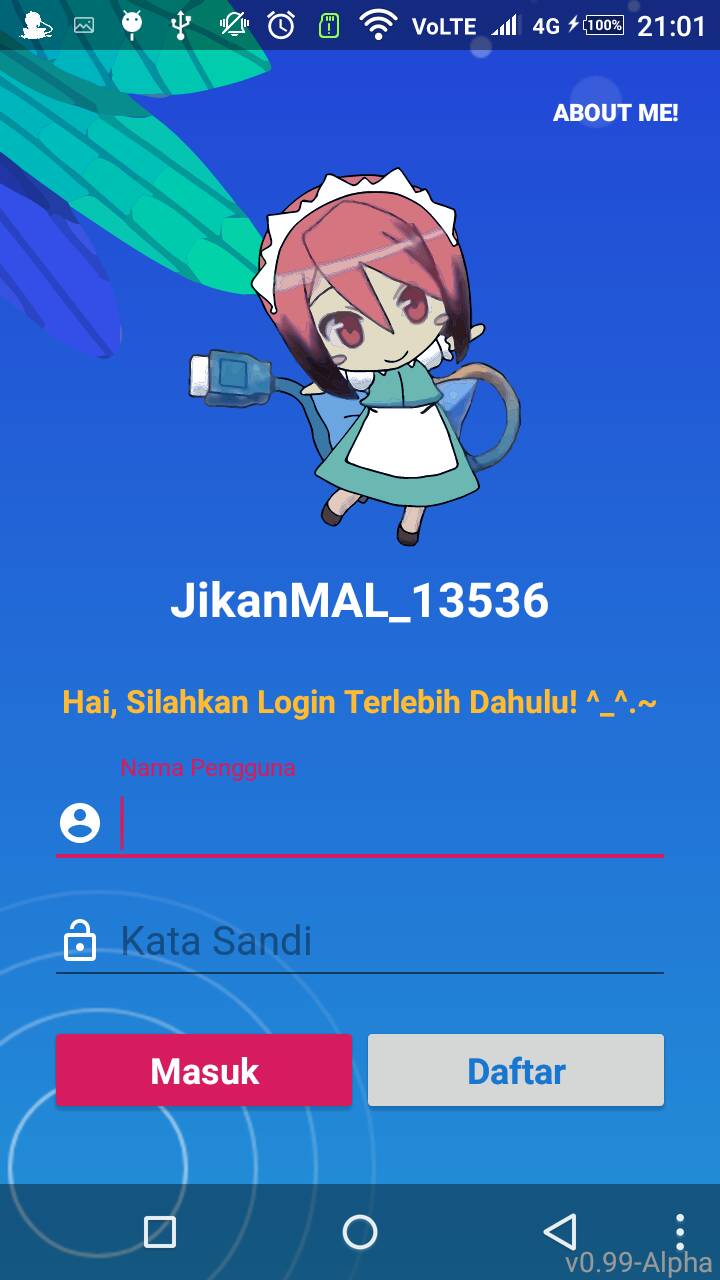 VoLTE 4G 100% 21:01
ABOUT ME!
JikanMAL_13536
Hai, Silahkan Login Terlebih Dahulu! ^_^.~
Nama Pengguna
Kata Sandi
Masuk Daftar
v0.99-Alpha